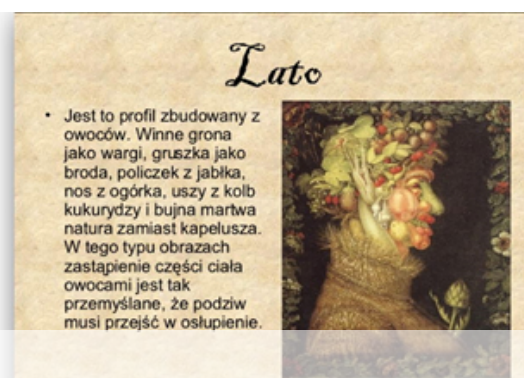 Lato
• Jest to profil zbudowany z
owoców. Winne grona
jako wargi, gruszka jako
broda, policzek z jabłka,
nos z ogórka, uszy z kolb
kukurydzy i bujna martwa
natura zamiast kapelusza.
W tego typu obrazach
zastąpienie części ciała
owocami jest tak
przemyślane, że podziw
musi przejść w osłupienie.